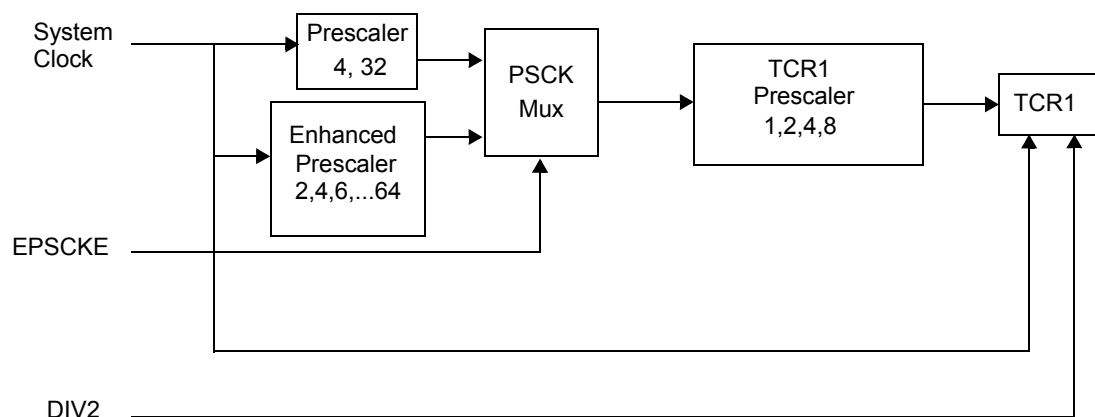 System
Clock
Prescaler
4, 32
PSCK
Mux
TCR1
Prescaler
1,2,4,8
TCR1
Enhanced
Prescaler
2,4,6,...64
EPSCKE
DIV2